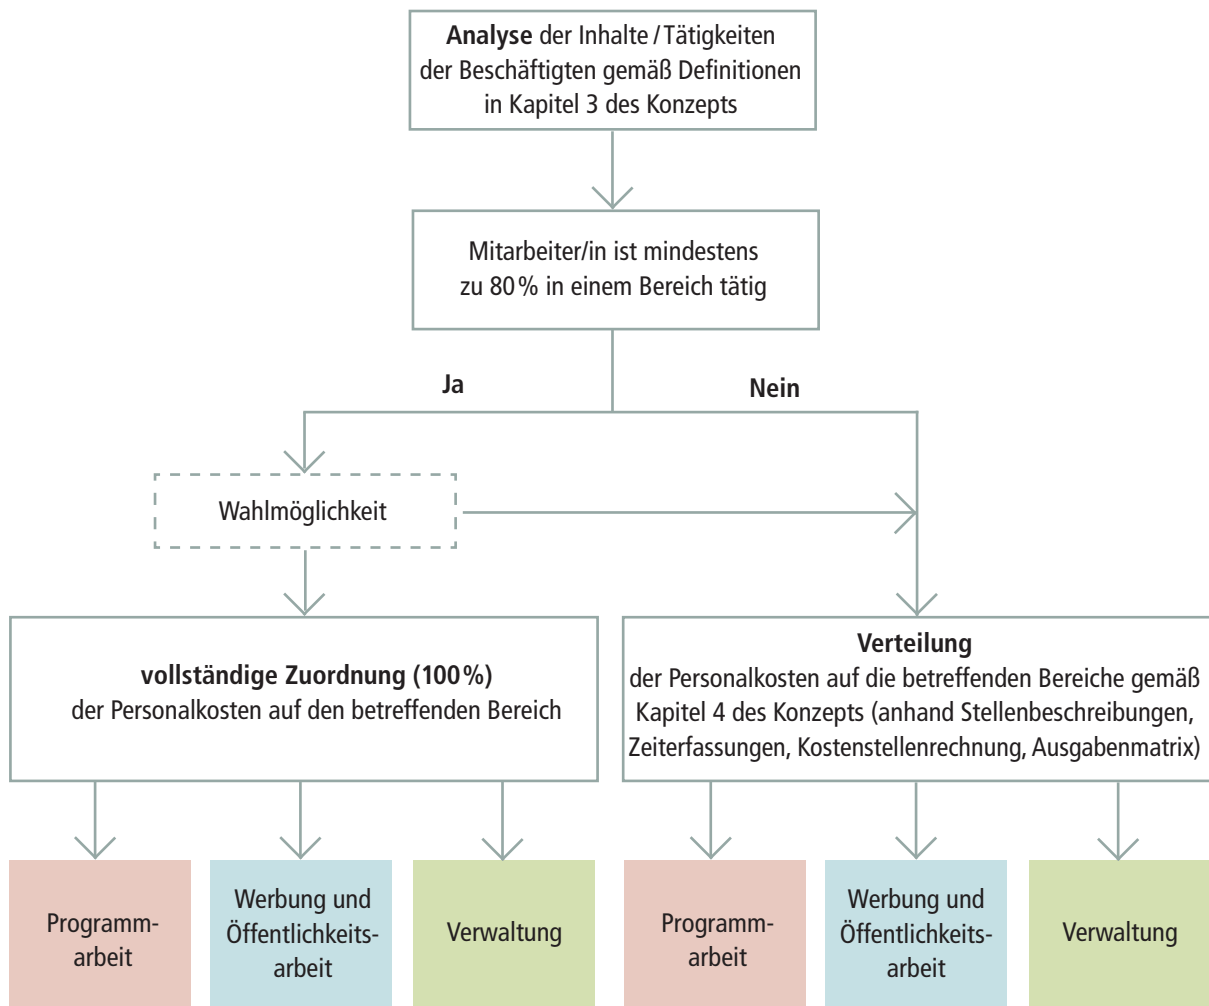 Analyse der Inhalte / Tätigkeiten
der Beschäftigten gemäß Definitionen
in Kapitel 3 des Konzepts
Mitarbeiter/in ist mindestens
zu 80 % in einem Bereich tätig
Ja
Nein
Wahlmöglichkeit
vollständige Zuordnung (100 %)
der Personalkosten auf den betreffenden Bereich
Verteilung
der Personalkosten auf die betreffenden Bereiche gemäß
Kapitel 4 des Konzepts (anhand Stellenbeschreibungen,
Zeiterfassungen, Kostenstellenrechnung, Ausgabenmatrix)
Programm-
arbeit
Werbung und
Öffentlichkeits-
arbeit
Verwaltung
Programm-
arbeit
Werbung und
Öffentlichkeits-
arbeit
Verwaltung